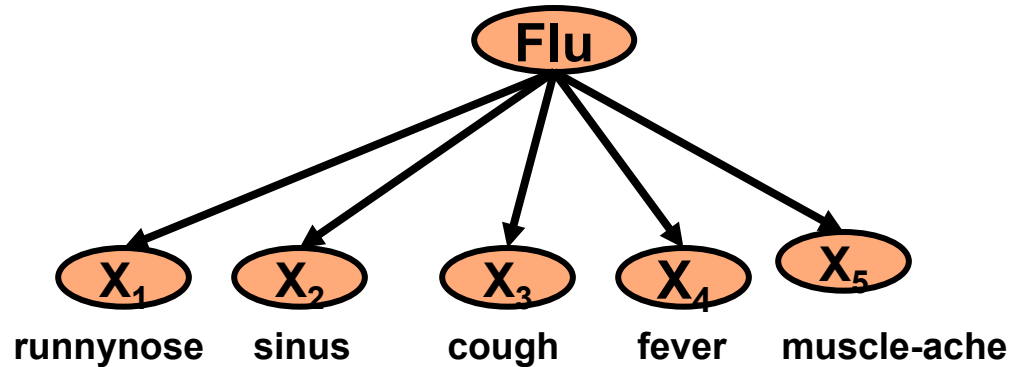 Flu
X₁ X₂ X₃ X₄ X₅
runnynose sinus cough fever muscle-ache